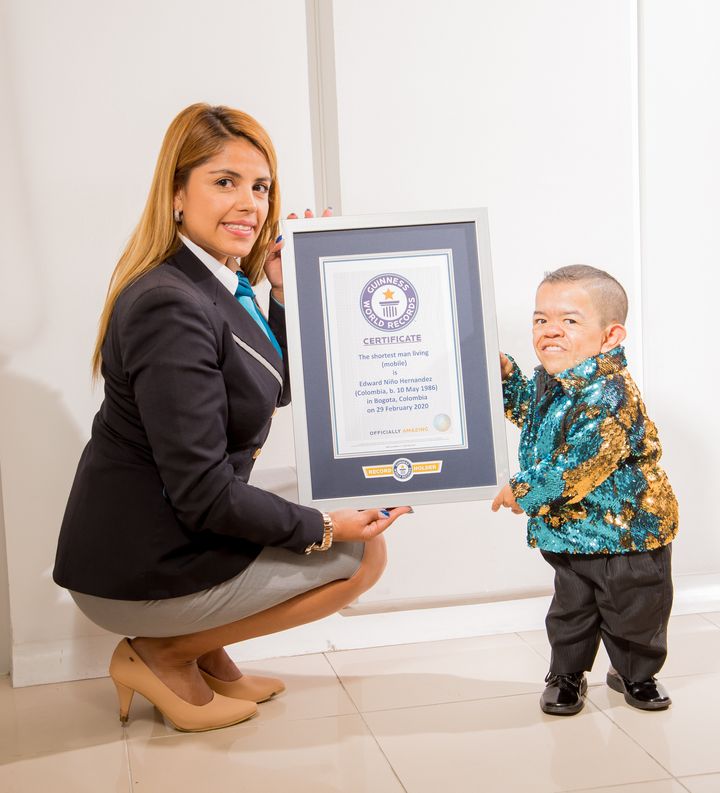 GUINNESS
WORLD RECORDS
CERTIFICATE
The shortest man living
(mobile)
is
Edward Niño Hernandez
(Colombia, b. 10 May 1986)
in Bogota, Colombia
on 29 February 2020
OFFICIALLY AMAZING
RECORD HOLDER